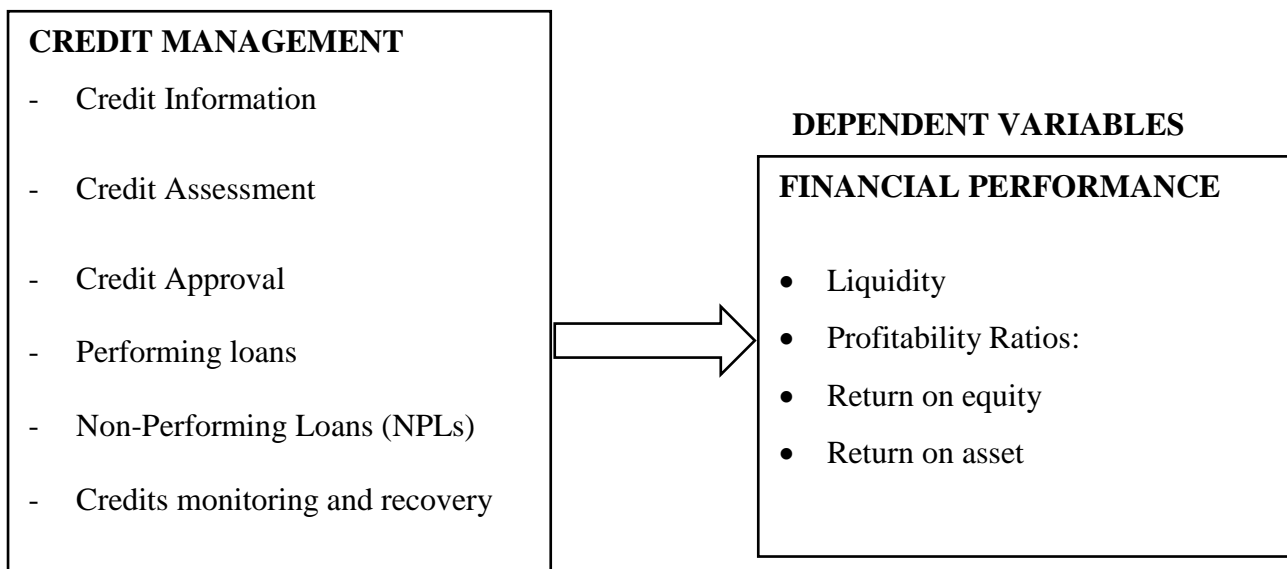 CREDIT MANAGEMENT
- Credit Information
- Credit Assessment
- Credit Approval
- Performing loans
- Non-Performing Loans (NPLs)
- Credits monitoring and recovery
DEPENDENT VARIABLES
FINANCIAL PERFORMANCE
• Liquidity
• Profitability Ratios:
• Return on equity
• Return on asset